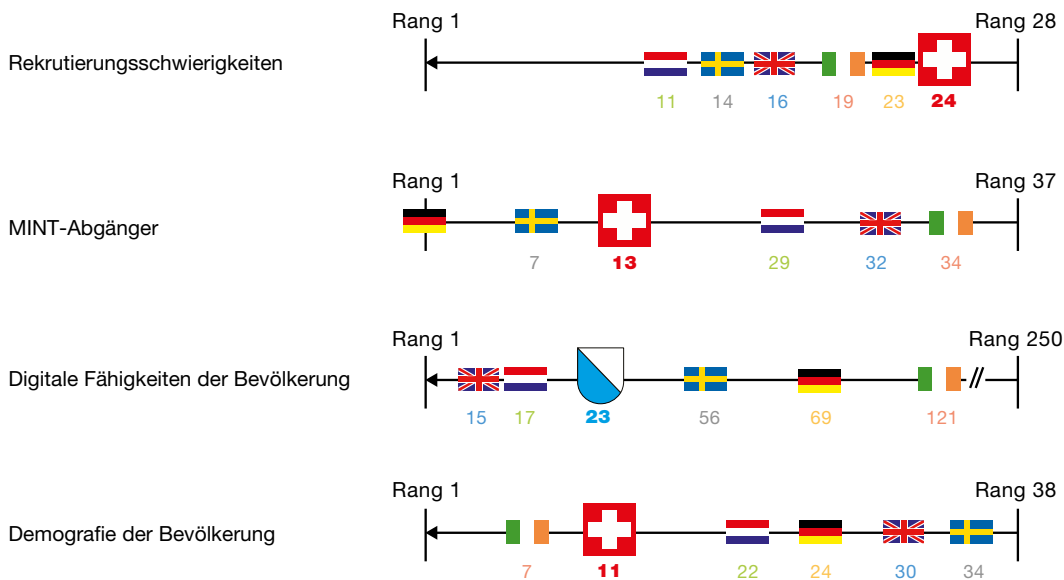 Rang 1 Rang 28
Rekrutierungsschwierigkeiten
11 14 16 19 23 24
Rang 1 Rang 37
MINT-Abgänger
7 13 29 32 34
Rang 1 Rang 250
Digitale Fähigkeiten der Bevölkerung
15 17 23 56 69 121
Rang 1 Rang 38
Demografie der Bevölkerung
7 11 22 24 30 34